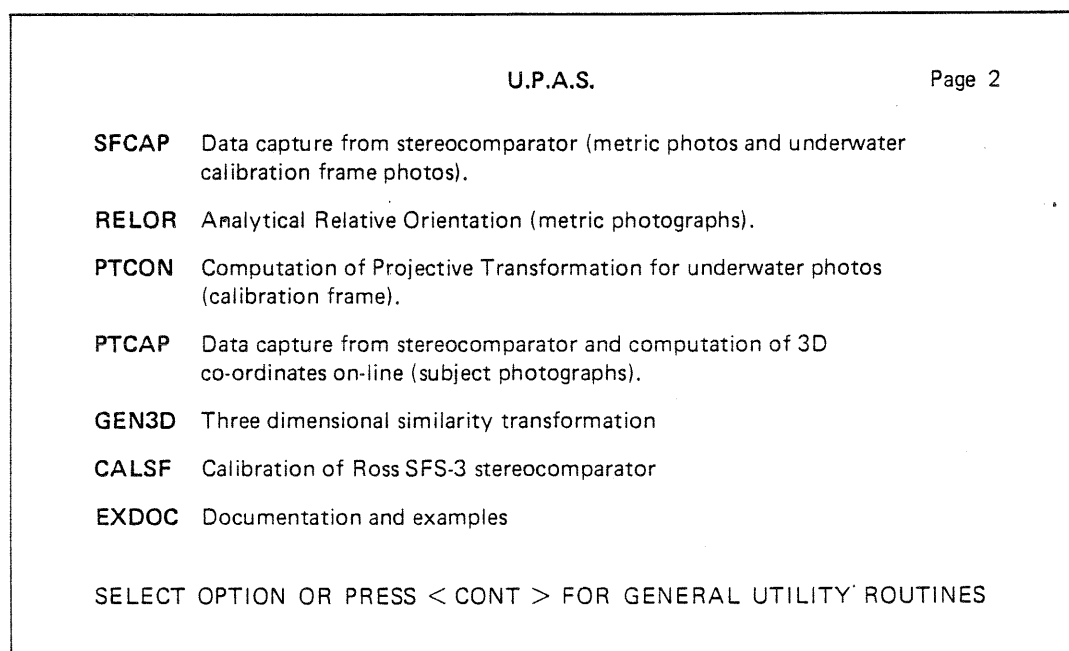 U.P.A.S. Page 2
SFCAP Data capture from stereocomparator (metric photos and underwater
calibration frame photos).
RELOR Analytical Relative Orientation (metric photographs).
PTCON Computation of Projective Transformation for underwater photos
(calibration frame).
PTCAP Data capture from stereocomparator and computation of 3D
co-ordinates on-line (subject photographs).
GEN3D Three dimensional similarity transformation
CALSF Calibration of Ross SFS-3 stereocomparator
EXDOC Documentation and examples
SELECT OPTION OR PRESS < CONT > FOR GENERAL UTILITY ROUTINES